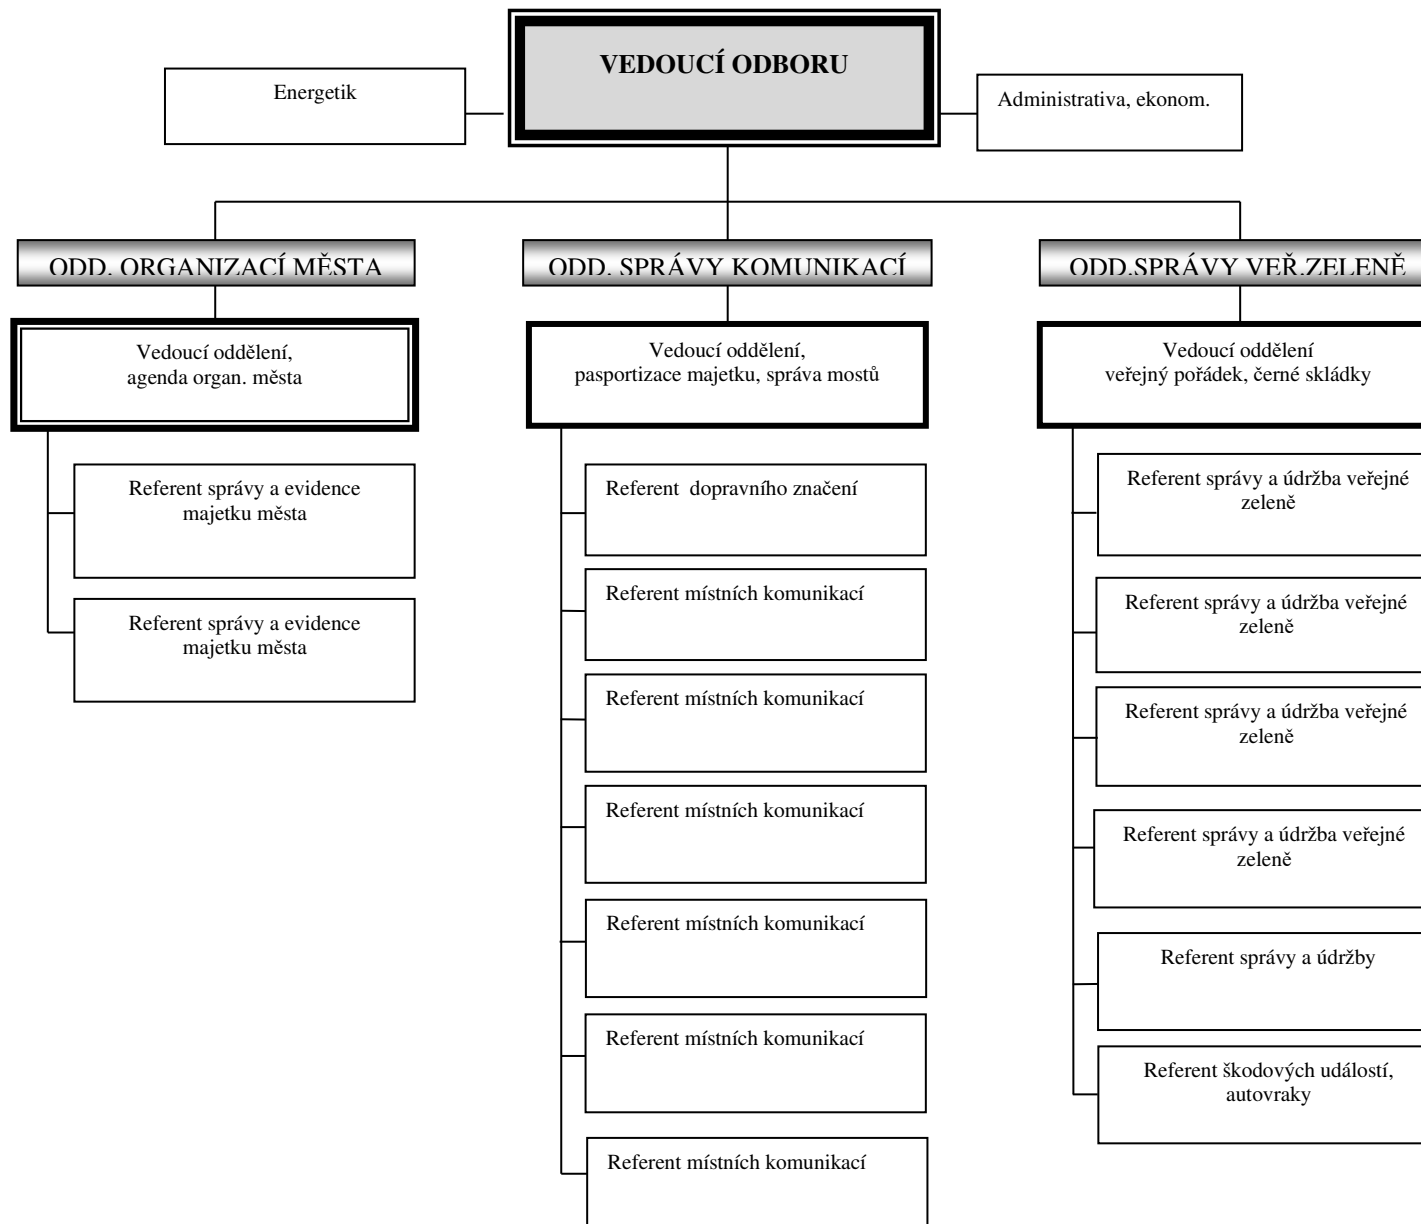 VEDOUCÍ ODBORU
Energetik
Administrativa, ekonom.
ODD. ORGANIZACÍ MĚSTA
ODD. SPRÁVY KOMUNIKACÍ
ODD.SPRÁVY VEŘ.ZELENĚ
Vedoucí oddělení,
agenda organ. města
Referent správy a evidence
majetku města
Referent správy a evidence
majetku města
Vedoucí oddělení,
pasportizace majetku, správa mostů
Referent  dopravního značení
Referent místních komunikací
Referent místních komunikací
Referent místních komunikací
Referent místních komunikací
Referent místních komunikací
Referent místních komunikací
Vedoucí oddělení
veřejný pořádek, černé skládky
Referent správy a údržba veřejné
zeleně
Referent správy a údržba veřejné
zeleně
Referent správy a údržba veřejné
zeleně
Referent správy a údržba veřejné
zeleně
Referent správy a údržby
Referent škodových událostí,
autovraky